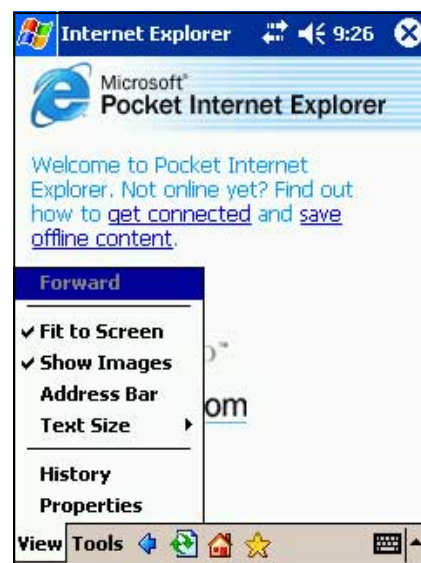 Internet Explorer 9:26
Microsoft®
Pocket Internet Explorer
Welcome to Pocket Internet
Explorer. Not online yet? Find out
how to get connected and save
offline content.
Forward
Fit to Screen
Show Images
Address Bar
om
Text Size
History
Properties
View Tools